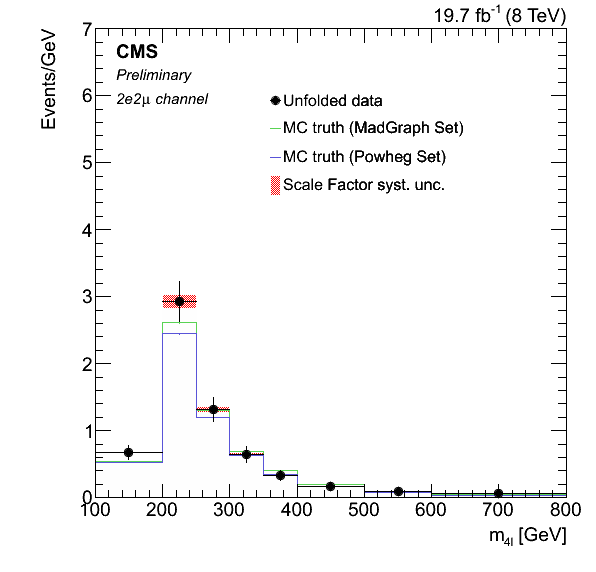 19.7 fb⁻¹ (8 TeV)
Events/GeV
7
6
5
4
3
2
1
0
CMS
Preliminary
2e2μ channel
Unfolded data
MC truth (MadGraph Set)
MC truth (Powheg Set)
Scale Factor syst. unc.
100 200 300 400 500 600 700 800
m₄ₗ [GeV]